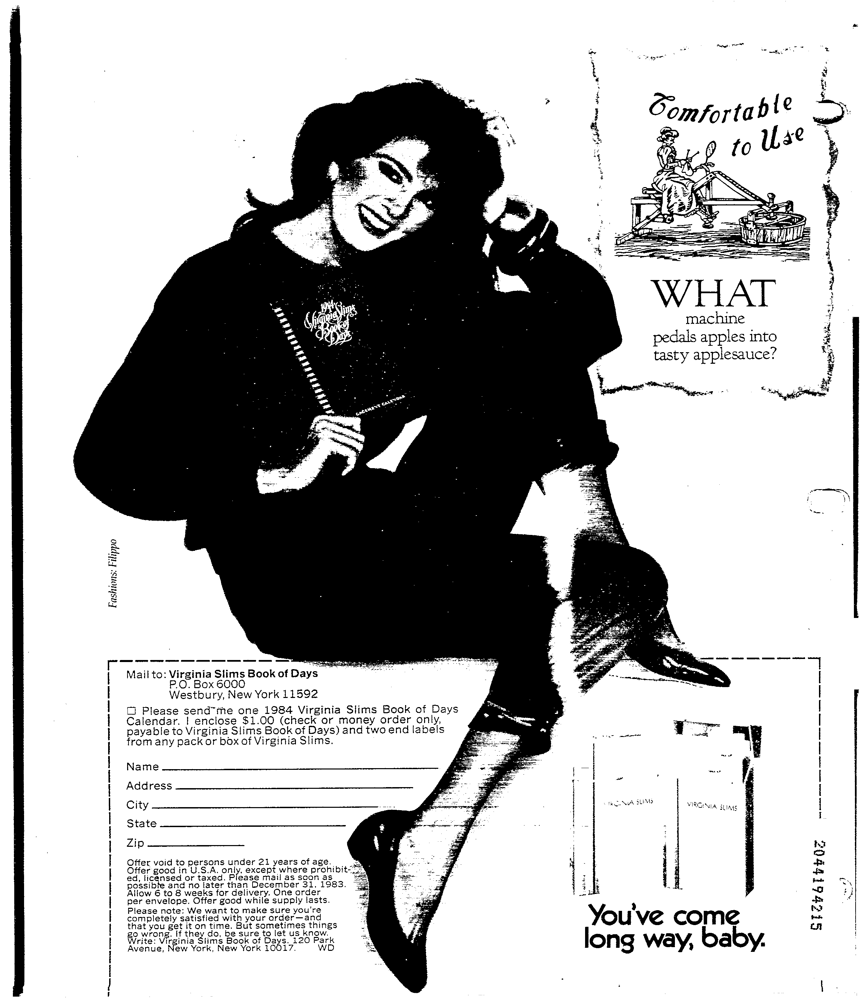 Comfortable
to Use
WHAT
machine
pedals apples into
tasty applesauce?
1984
Virginia Slims
Book of
Days
Fashions: Filippo
Mail to: Virginia Slims Book of Days
P.O. Box 6000
Westbury, New York 11592
☐ Please send me one 1984 Virginia Slims Book of Days
Calendar. I enclose $1.00 (check or money order only,
payable to Virginia Slims Book of Days) and two end labels
from any pack or box of Virginia Slims.
Name
Address
City
State
Zip
Offer void to persons under 21 years of age.
Offer good in U.S.A. only, except where prohibit-
ed, licensed or taxed. Please mail as soon as
possible and no later than December 31, 1983.
Allow 6 to 8 weeks for delivery. One order
per envelope. Offer good while supply lasts.
Please note: We want to make sure you're
completely satisfied with your order—and
that you get it on time. But sometimes things
go wrong. If they do, be sure to let us know.
Write: Virginia Slims Book of Days, 120 Park
Avenue, New York, New York 10017. WD
VIRGINIA SLIMS
VIRGINIA SLIMS
You've come
long way, baby.
2044194215